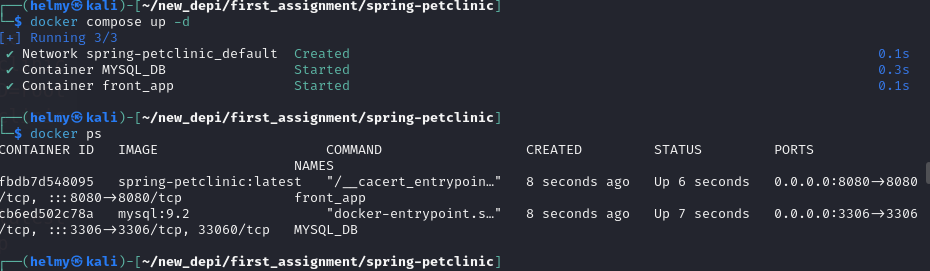 ┌──(helmy㉿kali)-[~/new_depi/first_assignment/spring-petclinic]
└─$ docker compose up -d
[+] Running 3/3
✔ Network spring-petclinic_default  Created  0.1s
✔ Container MYSQL_DB  Started  0.3s
✔ Container front_app  Started  0.1s
┌──(helmy㉿kali)-[~/new_depi/first_assignment/spring-petclinic]
└─$ docker ps
CONTAINER ID   IMAGE   COMMAND   CREATED   STATUS   PORTS
NAMES
fbdb7d548095   spring-petclinic:latest   "/__cacert_entrypoin…"   8 seconds ago   Up 6 seconds   0.0.0.0:8080→8080
/tcp, :::8080→8080/tcp   front_app
cb6ed502c78a   mysql:9.2   "docker-entrypoint.s…"   8 seconds ago   Up 7 seconds   0.0.0.0:3306→3306
/tcp, :::3306→3306/tcp, 33060/tcp   MYSQL_DB
┌──(helmy㉿kali)-[~/new_depi/first_assignment/spring-petclinic]